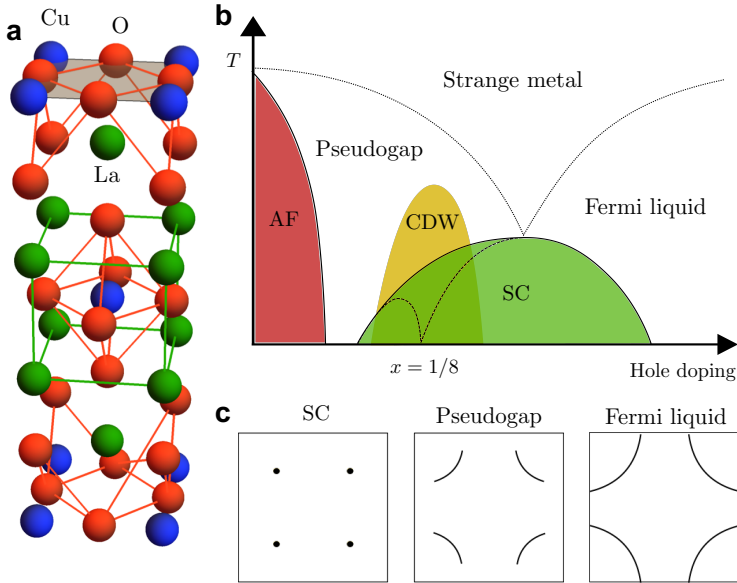 a
Cu
O
La
b
T
Strange metal
Pseudogap
Fermi liquid
AF
CDW
SC
x = 1/8
Hole doping
c
SC
Pseudogap
Fermi liquid